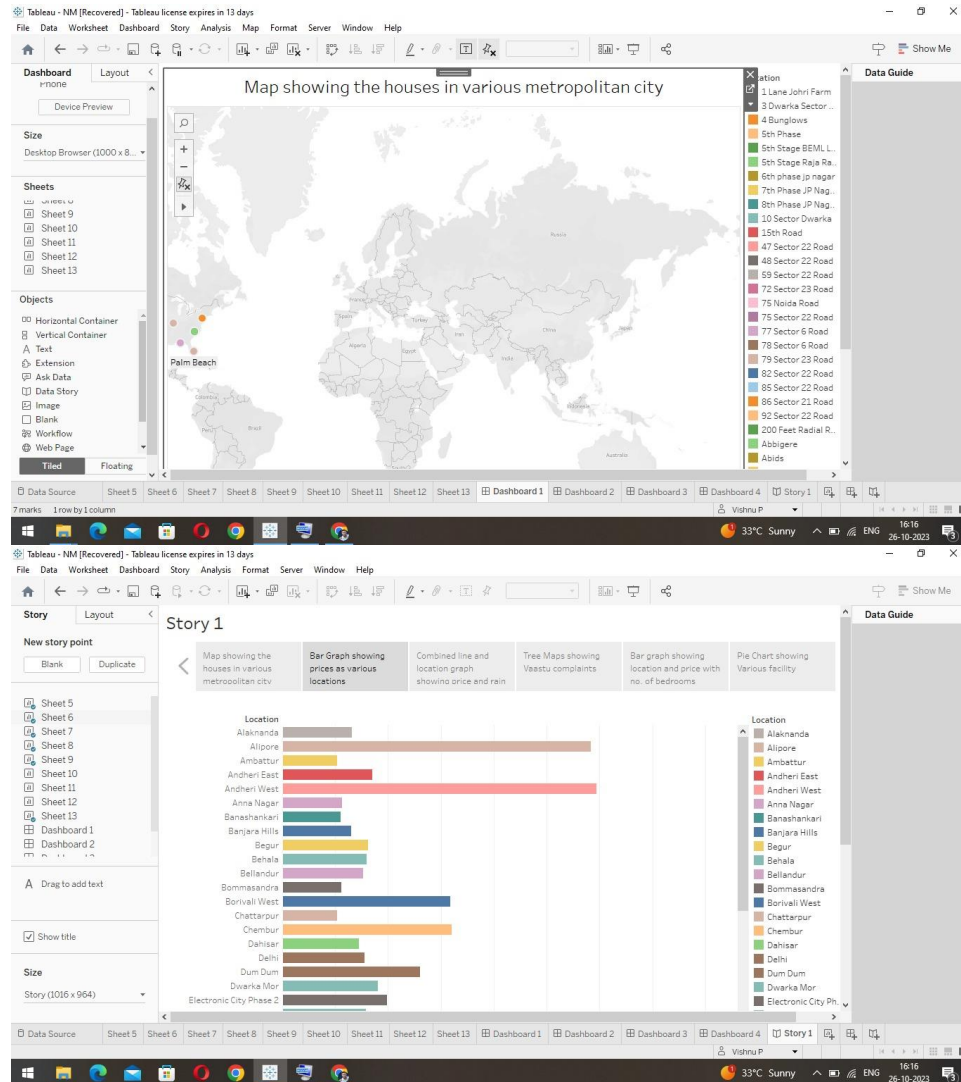 Tableau - NM [Recovered] - Tableau license expires in 13 days
File Data Worksheet Dashboard Story Analysis Map Format Server Window Help
Show Me
Dashboard Layout
Phone
Device Preview
Size
Desktop Browser (1000 x 8...
Sheets
Sheet 9
Sheet 10
Sheet 11
Sheet 12
Sheet 13
Objects
Horizontal Container
Vertical Container
Text
Extension
Ask Data
Data Story
Image
Blank
Workflow
Web Page
Tiled Floating
Map showing the houses in various metropolitan city
Russia
France
Spain
Turkey
Iran
China
Japan
Algeria
Egypt
India
Palm Beach
Colombia
Peru
Brazil
Indonesia
Australia
ation
1 Lane Johri Farm
3 Dwarka Sector ..
4 Bunglows
5th Phase
5th Stage BEML L..
5th Stage Raja Ra..
6th phase jp nagar
7th Phase JP Nag..
8th Phase JP Nag..
10 Sector Dwarka
15th Road
47 Sector 22 Road
48 Sector 22 Road
59 Sector 22 Road
72 Sector 23 Road
75 Noida Road
75 Sector 22 Road
77 Sector 6 Road
78 Sector 6 Road
79 Sector 23 Road
82 Sector 22 Road
85 Sector 22 Road
86 Sector 21 Road
92 Sector 22 Road
200 Feet Radial R..
Abbigere
Abids
Data Guide
Data Source Sheet 5 Sheet 6 Sheet 7 Sheet 8 Sheet 9 Sheet 10 Sheet 11 Sheet 12 Sheet 13 Dashboard 1 Dashboard 2 Dashboard 3 Dashboard 4 Story 1
7 marks 1 row by 1 column
Vishnu P
33°C Sunny ENG 16:16
26-10-2023
Tableau - NM [Recovered] - Tableau license expires in 13 days
File Data Worksheet Dashboard Story Analysis Format Server Window Help
Show Me
Story Layout
New story point
Blank Duplicate
Sheet 5
Sheet 6
Sheet 7
Sheet 8
Sheet 9
Sheet 10
Sheet 11
Sheet 12
Sheet 13
Dashboard 1
Dashboard 2
Drag to add text
Show title
Size
Story (1016 x 964)
Story 1
Map showing the
houses in various
metropolitan city
Bar Graph showing
prices as various
locations
Combined line and
location graph
showing price and rain
Tree Maps showing
Vaastu complaints
Bar graph showing
location and price with
no. of bedrooms
Pie Chart showing
Various facility
Location
Alaknanda
Alipore
Ambattur
Andheri East
Andheri West
Anna Nagar
Banashankari
Banjara Hills
Begur
Behala
Bellandur
Bommasandra
Borivali West
Chattarpur
Chembur
Dahisar
Delhi
Dum Dum
Dwarka Mor
Electronic City Phase 2
Location
Alaknanda
Alipore
Ambattur
Andheri East
Andheri West
Anna Nagar
Banashankari
Banjara Hills
Begur
Behala
Bellandur
Bommasandra
Borivali West
Chattarpur
Chembur
Dahisar
Delhi
Dum Dum
Dwarka Mor
Electronic City Ph..
Data Guide
Data Source Sheet 5 Sheet 6 Sheet 7 Sheet 8 Sheet 9 Sheet 10 Sheet 11 Sheet 12 Sheet 13 Dashboard 1 Dashboard 2 Dashboard 3 Dashboard 4 Story 1
Vishnu P
33°C Sunny ENG 16:16
26-10-2023